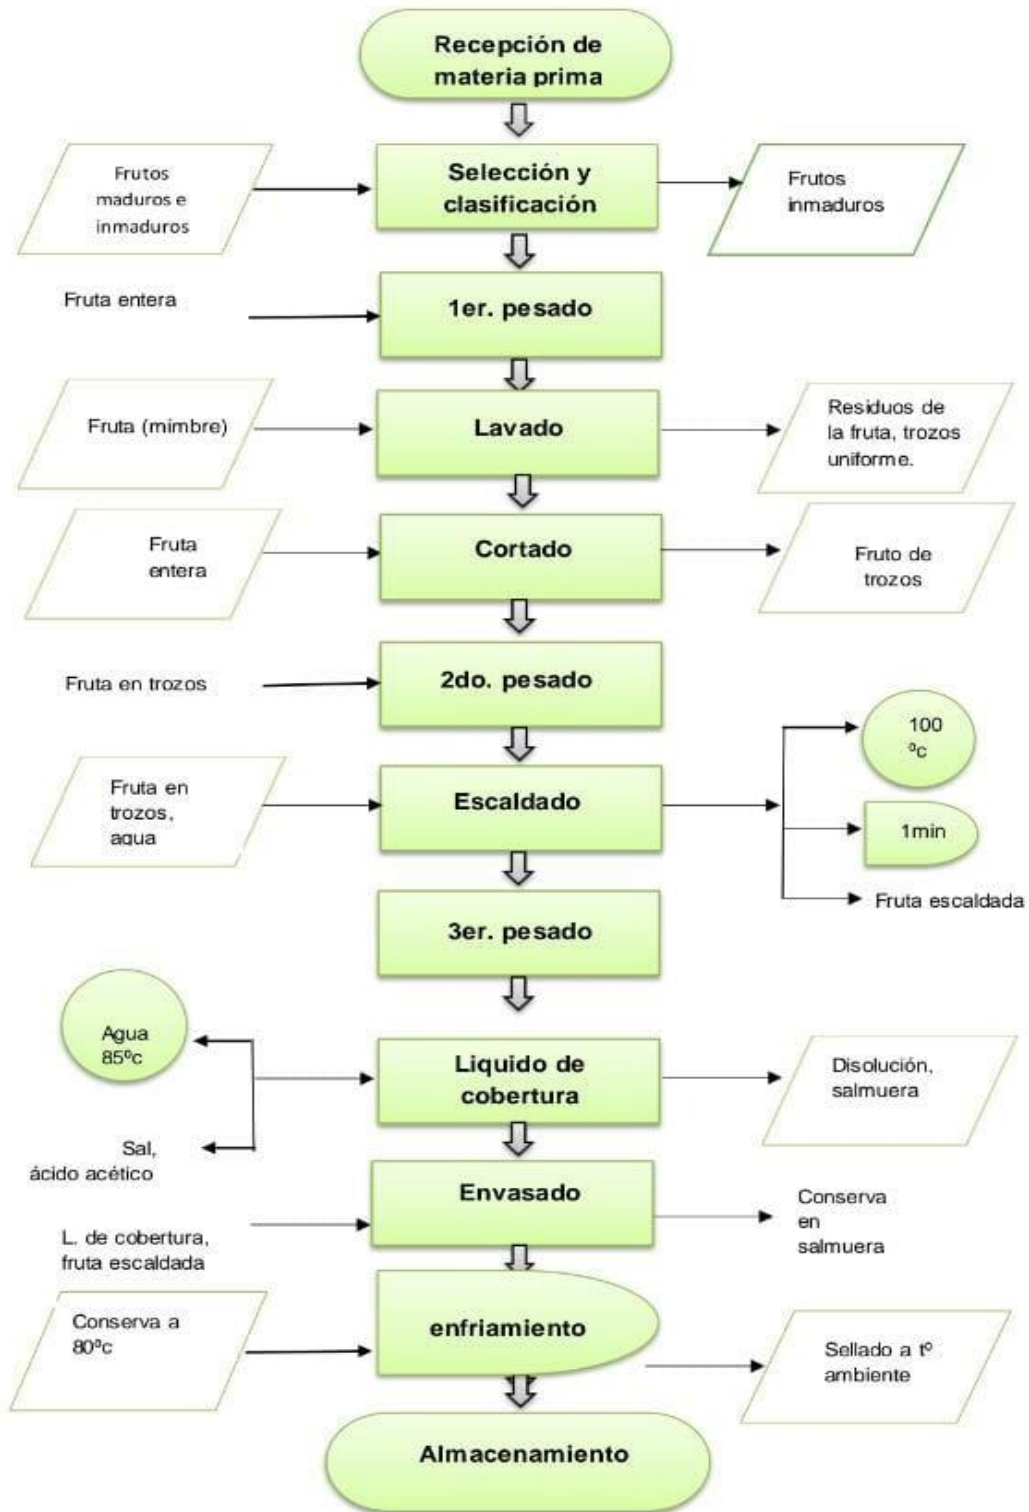 Recepción de
materia prima
Frutos
maduros e
inmaduros
Selección y
clasificación
Frutos
inmaduros
Fruta entera
1er. pesado
Fruta (mimbre)
Lavado
Residuos de
la fruta, trozos
uniforme.
Fruta
entera
Cortado
Fruto de
trozos
Fruta en trozos
2do. pesado
100
ºc
Fruta en
trozos,
agua
Escaldado
1min
Fruta escaldada
3er. pesado
Agua
85ºc
Liquido de
cobertura
Disolución,
salmuera
Sal,
ácido acético
Envasado
Conserva
en
salmuera
L. de cobertura,
fruta escaldada
Conserva a
80ºc
enfriamiento
Sellado a tº
ambiente
Almacenamiento